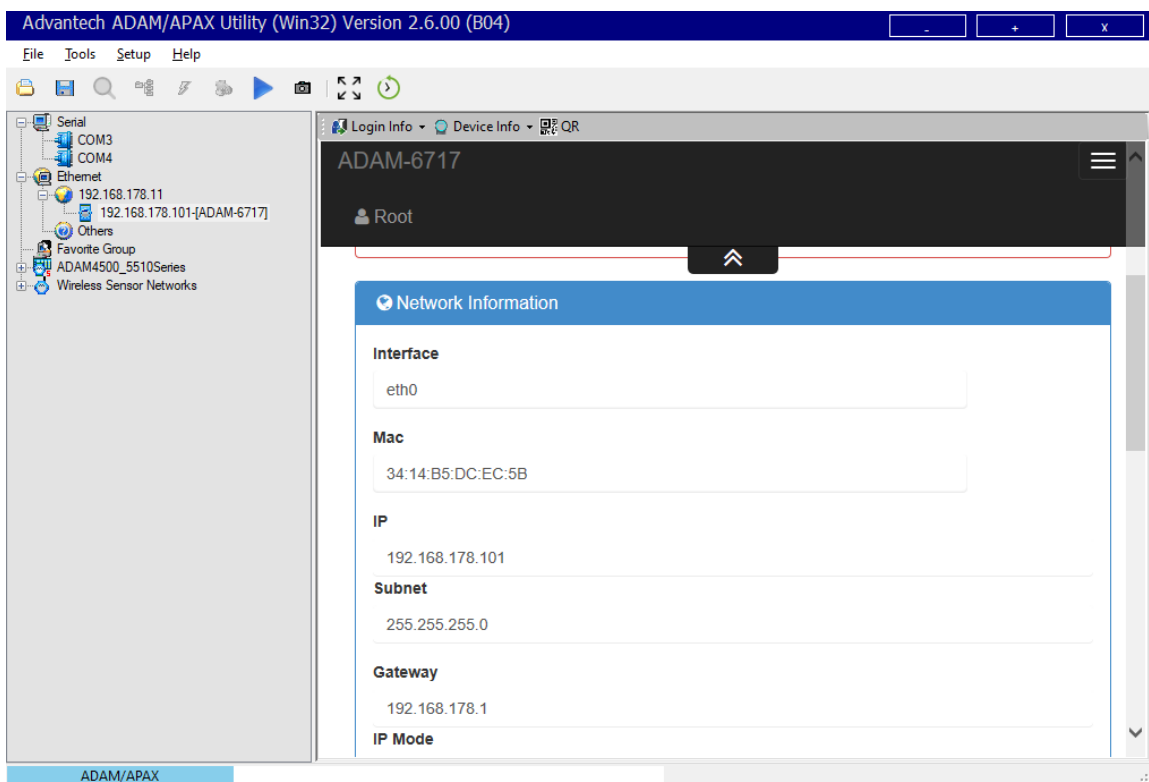 Advantech ADAM/APAX Utility (Win32) Version 2.6.00 (B04)
- + x
File Tools Setup Help
Serial
COM3
COM4
Ethernet
192.168.178.11
192.168.178.101-[ADAM-6717]
Others
Favorite Group
ADAM4500_5510Series
Wireless Sensor Networks
Login Info Device Info QR
ADAM-6717
Root
Network Information
Interface
eth0
Mac
34:14:B5:DC:EC:5B
IP
192.168.178.101
Subnet
255.255.255.0
Gateway
192.168.178.1
IP Mode
ADAM/APAX